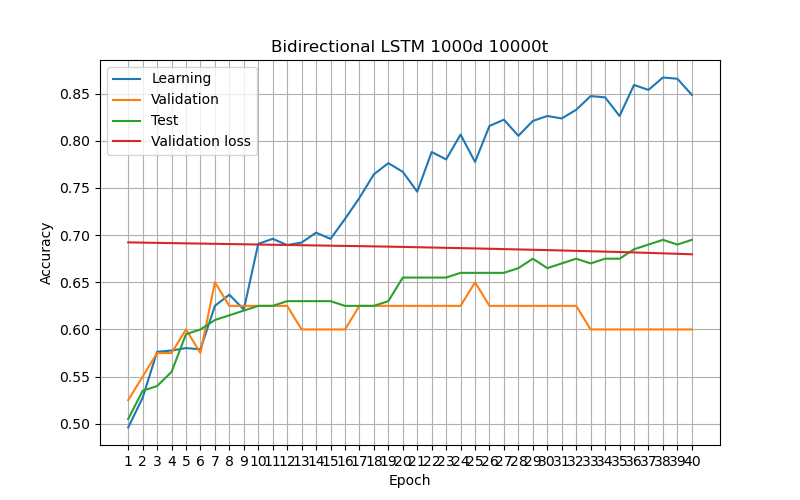 Bidirectional LSTM 1000d 10000t
Learning
Validation
Test
Validation loss
Accuracy
0.85
0.80
0.75
0.70
0.65
0.60
0.55
0.50
1 2 3 4 5 6 7 8 9 10 11 12 13 14 15 16 17 18 19 20 21 22 23 24 25 26 27 28 29 30 31 32 33 34 35 36 37 38 39 40
Epoch